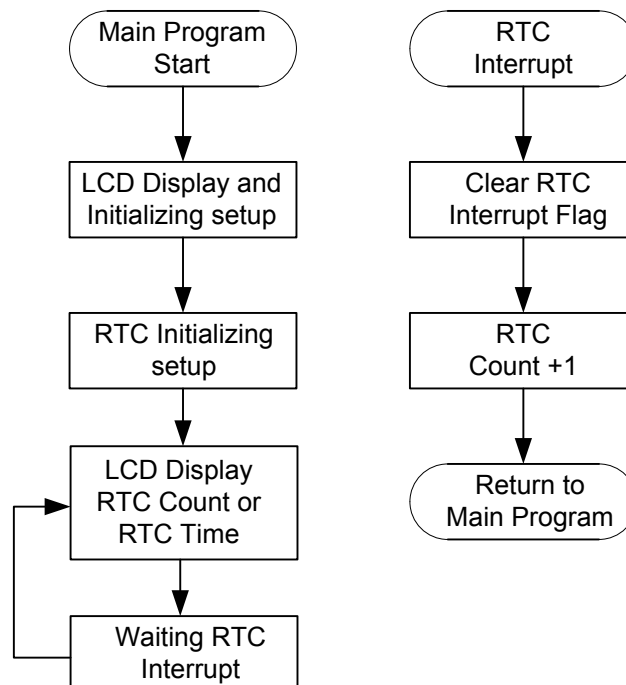 Main Program
Start
LCD Display and
Initializing setup
RTC Initializing
setup
LCD Display
RTC Count or
RTC Time
Waiting RTC
Interrupt
RTC
Interrupt
Clear RTC
Interrupt Flag
RTC
Count +1
Return to
Main Program